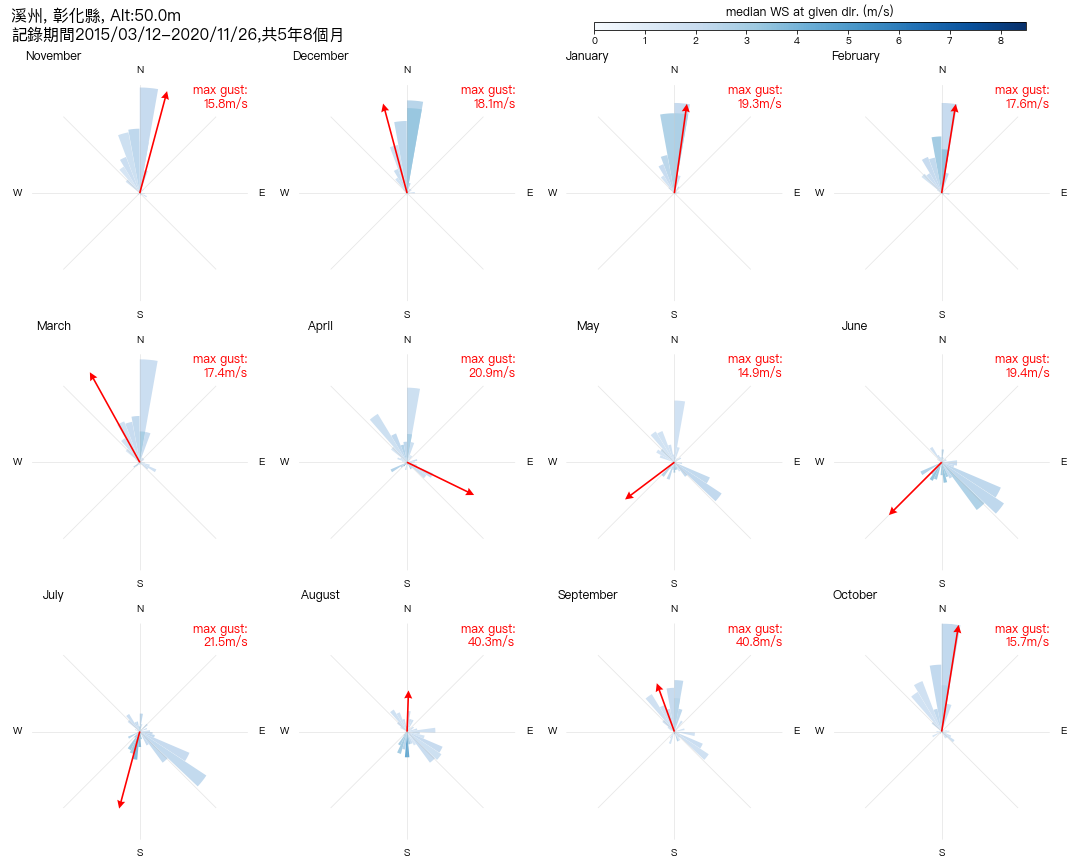 溪州, 彰化縣, Alt:50.0m
記錄期間2015/03/12-2020/11/26,共5年8個月
median WS at given dir. (m/s)
0 1 2 3 4 5 6 7 8
November
N
max gust:
15.8m/s
W
E
S
December
N
max gust:
18.1m/s
W
E
January
N
max gust:
19.3m/s
W
E
S
February
N
max gust:
17.6m/s
W
E
S
March
N
max gust:
17.4m/s
W
E
S
April
N
max gust:
20.9m/s
W
E
S
May
N
max gust:
14.9m/s
W
E
S
June
N
max gust:
19.4m/s
W
E
S
July
N
max gust:
21.5m/s
W
E
S
August
N
max gust:
40.3m/s
W
E
S
September
N
max gust:
40.8m/s
W
E
S
October
N
max gust:
15.7m/s
W
E
S